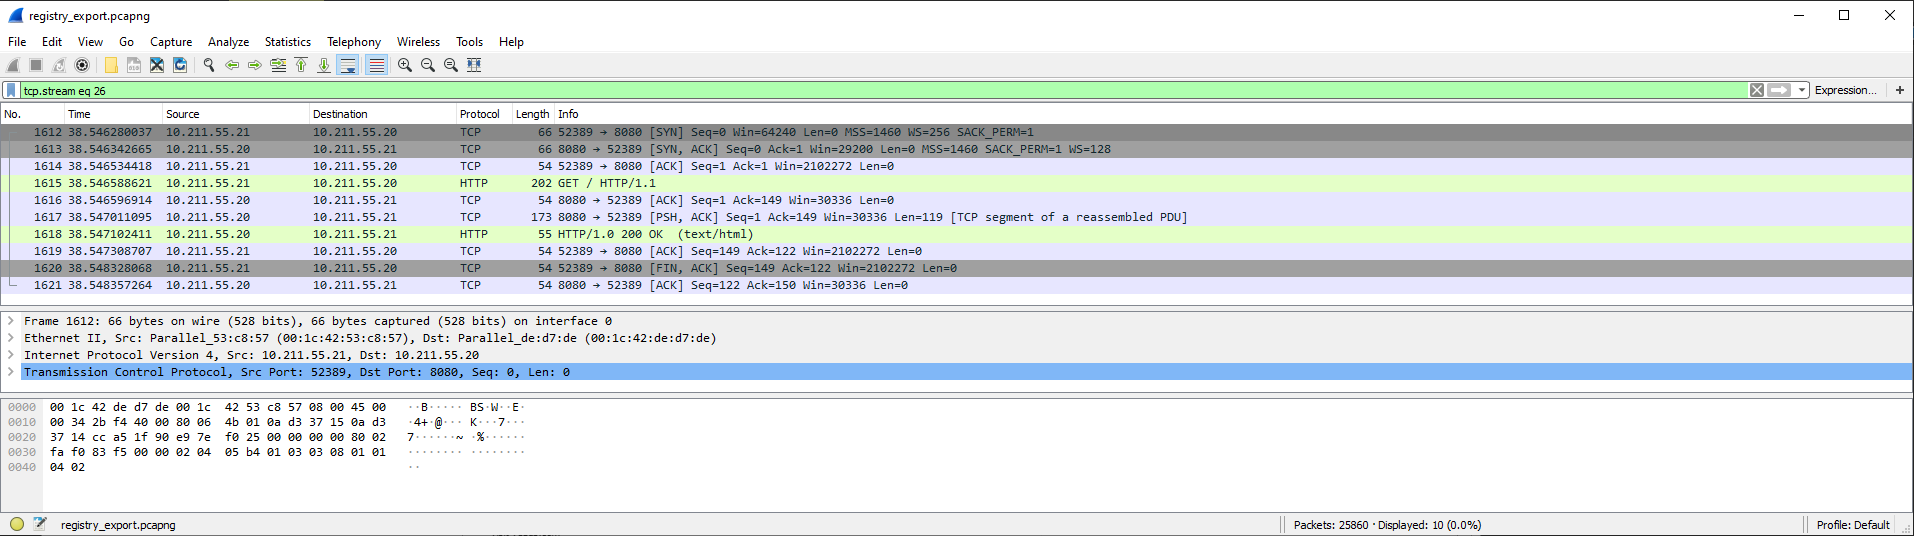 registry_export.pcapng
File Edit View Go Capture Analyze Statistics Telephony Wireless Tools Help
tcp.stream eq 26 Expression... +
No. Time Source Destination Protocol Length Info
1612 38.546280037 10.211.55.21 10.211.55.20 TCP 66 52389 → 8080 [SYN] Seq=0 Win=64240 Len=0 MSS=1460 WS=256 SACK_PERM=1
1613 38.546342665 10.211.55.20 10.211.55.21 TCP 66 8080 → 52389 [SYN, ACK] Seq=0 Ack=1 Win=29200 Len=0 MSS=1460 SACK_PERM=1 WS=128
1614 38.546534418 10.211.55.21 10.211.55.20 TCP 54 52389 → 8080 [ACK] Seq=1 Ack=1 Win=2102272 Len=0
1615 38.546588621 10.211.55.21 10.211.55.20 HTTP 202 GET / HTTP/1.1
1616 38.546596914 10.211.55.20 10.211.55.21 TCP 54 8080 → 52389 [ACK] Seq=1 Ack=149 Win=30336 Len=0
1617 38.547011095 10.211.55.20 10.211.55.21 TCP 173 8080 → 52389 [PSH, ACK] Seq=1 Ack=149 Win=30336 Len=119 [TCP segment of a reassembled PDU]
1618 38.547102411 10.211.55.20 10.211.55.21 HTTP 55 HTTP/1.0 200 OK (text/html)
1619 38.547308707 10.211.55.21 10.211.55.20 TCP 54 52389 → 8080 [ACK] Seq=149 Ack=122 Win=2102272 Len=0
1620 38.548328068 10.211.55.21 10.211.55.20 TCP 54 52389 → 8080 [FIN, ACK] Seq=149 Ack=122 Win=2102272 Len=0
1621 38.548357264 10.211.55.20 10.211.55.21 TCP 54 8080 → 52389 [ACK] Seq=122 Ack=150 Win=30336 Len=0
Frame 1612: 66 bytes on wire (528 bits), 66 bytes captured (528 bits) on interface 0
Ethernet II, Src: Parallel_53:c8:57 (00:1c:42:53:c8:57), Dst: Parallel_de:d7:de (00:1c:42:de:d7:de)
Internet Protocol Version 4, Src: 10.211.55.21, Dst: 10.211.55.20
Transmission Control Protocol, Src Port: 52389, Dst Port: 8080, Seq: 0, Len: 0
0000 00 1c 42 de d7 de 00 1c 42 53 c8 57 08 00 45 00 ··B····· BS·W··E·
0010 00 34 2b f4 40 00 80 06 4b 01 0a d3 37 15 0a d3 ·4+·@··· K···7···
0020 37 14 cc a5 1f 90 e9 7e f0 25 00 00 00 00 80 02 7······~ ·%······
0030 fa f0 83 f5 00 00 02 04 05 b4 01 03 03 08 01 01 ········ ········
0040 04 02 ··
registry_export.pcapng Packets: 25860 · Displayed: 10 (0.0%) Profile: Default